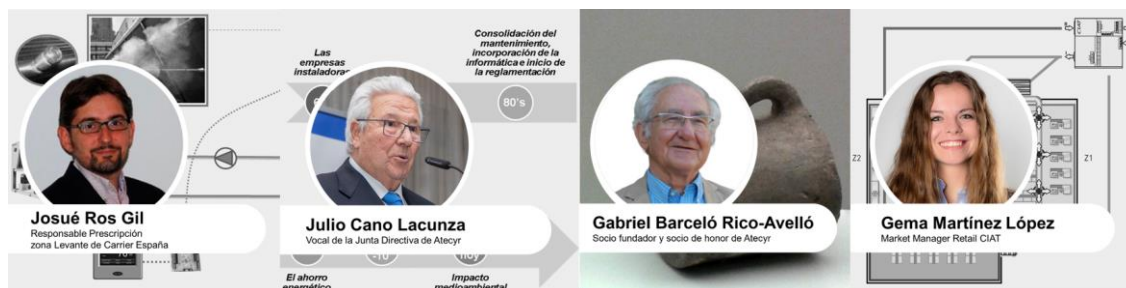 Josué Ros Gil
Responsable Prescripción
zona Levante de Carrier España
Las
empresas
instaladoras
Consolidación del
mantenimiento,
incorporación de la
informática e inicio de
la reglamentación
80´s
Julio Cano Lacunza
Vocal de la Junta Directiva de Atecyr
-10
hoy
El ahorro
energético
Impacto
medioambiental
Gabriel Barceló Rico-Avelló
Socio fundador y socio de honor de Atecyr
Z2
Z1
Gema Martínez López
Market Manager Retail CIAT